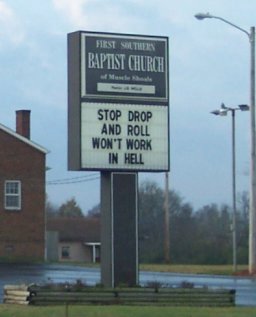 FIRST SOUTHERN
BAPTIST CHURCH
of Muscle Shoals
STOP DROP
AND ROLL
WON'T WORK
IN HELL